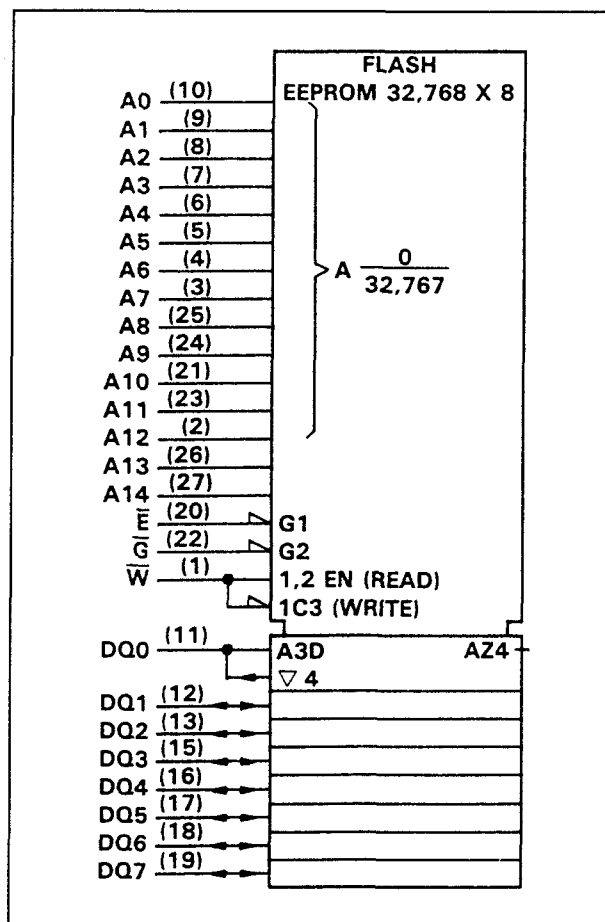 FLASH
EEPROM 32,768 X 8
A0 (10)
A1 (9)
A2 (8)
A3 (7)
A4 (6)
A5 (5)
A6 (4)
A7 (3)
A8 (25)
A9 (24)
A10 (21)
A11 (23)
A12 (2)
A13 (26)
A14 (27)
A 0
32,767
E̅ (20) G1
G̅ (22) G2
W̅ (1) 1,2 EN (READ)
1C3 (WRITE)
DQ0 (11) A3D AZ4
▽ 4
DQ1 (12)
DQ2 (13)
DQ3 (15)
DQ4 (16)
DQ5 (17)
DQ6 (18)
DQ7 (19)